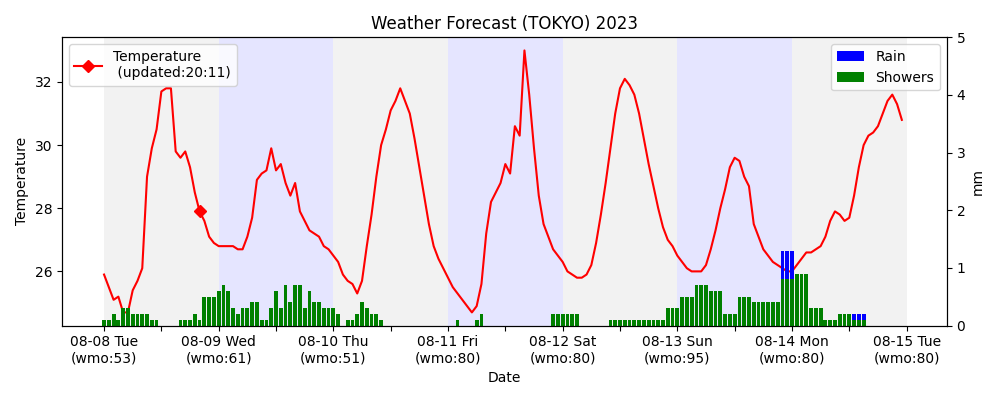 Weather Forecast (TOKYO) 2023
Temperature
(updated:20:11)
Rain
Showers
Temperature
32
30
28
26
5
4
3
2
1
0
mm
08-08 Tue
(wmo:53)
08-09 Wed
(wmo:61)
08-10 Thu
(wmo:51)
08-11 Fri
(wmo:80)
08-12 Sat
(wmo:80)
08-13 Sun
(wmo:95)
08-14 Mon
(wmo:80)
08-15 Tue
(wmo:80)
Date